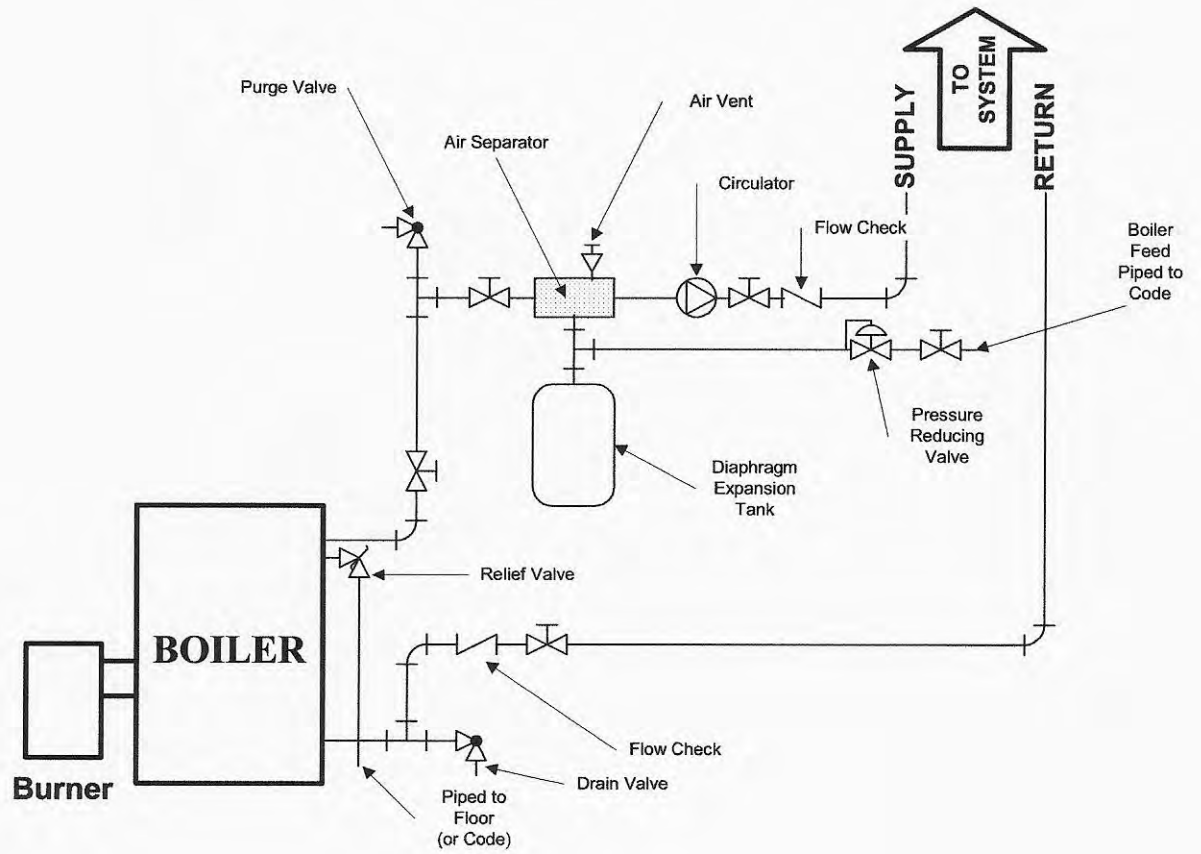 TO
SYSTEM
SUPPLY
RETURN
Purge Valve
Air Vent
Air Separator
Circulator
Flow Check
Boiler
Feed
Piped to
Code
Pressure
Reducing
Valve
Diaphragm
Expansion
Tank
Relief Valve
BOILER
Burner
Flow Check
Drain Valve
Piped to
Floor
(or Code)